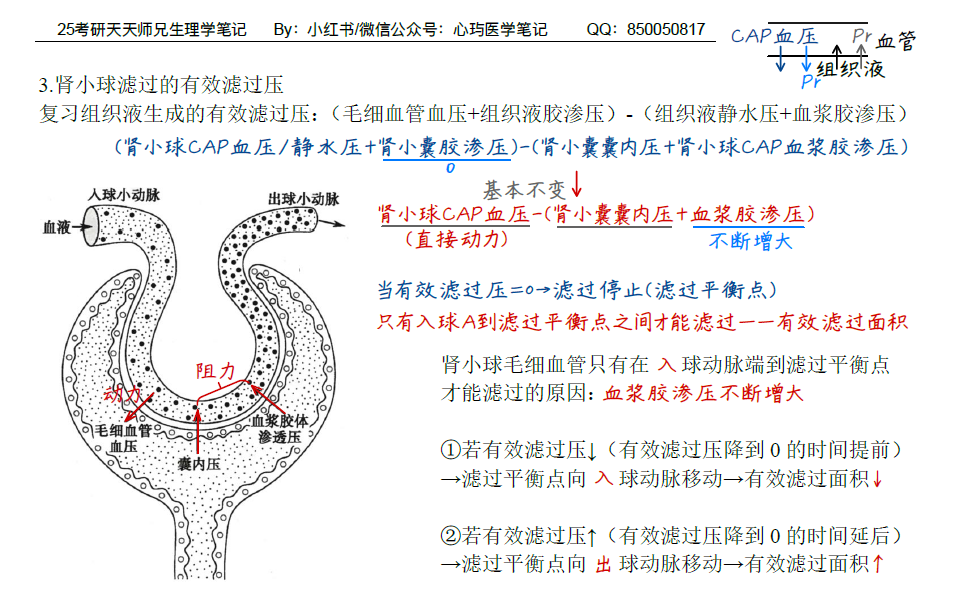 25考研天天师兄生理学笔记 By：小红书/微信公众号：心玙医学笔记 QQ：850050817
CAP血压 Pr 血管
组织液
Pr
3.肾小球滤过的有效滤过压
复习组织液生成的有效滤过压：（毛细血管血压+组织液胶渗压）-（组织液静水压+血浆胶渗压）
(肾小球CAP血压/静水压+肾小囊胶渗压)-(肾小囊囊内压+肾小球CAP血浆胶渗压)
0
基本不变
肾小球CAP血压-(肾小囊囊内压+血浆胶渗压)
(直接动力) 不断增大
当有效滤过压=0→滤过停止(滤过平衡点)
只有入球A到滤过平衡点之间才能滤过——有效滤过面积
入球小动脉
出球小动脉
血液
阻力
动力
毛细血管
血压
囊内压
血浆胶体
渗透压
肾小球毛细血管只有在 入 球动脉端到滤过平衡点
才能滤过的原因：血浆胶渗压不断增大
①若有效滤过压↓（有效滤过压降到 0 的时间提前）
→滤过平衡点向 入 球动脉移动→有效滤过面积↓
②若有效滤过压↑（有效滤过压降到 0 的时间延后）
→滤过平衡点向 出 球动脉移动→有效滤过面积↑